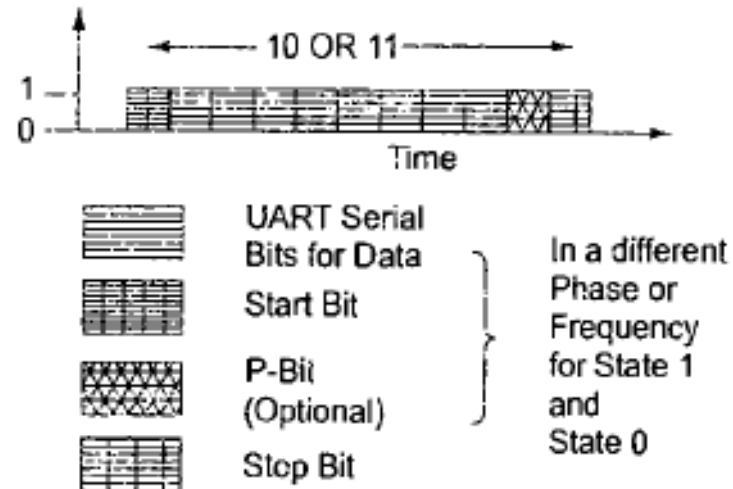 10 OR 11
1
0
Time
UART Serial
Bits for Data
Start Bit
P-Bit
(Optional)
Stop Bit
In a different
Phase or
Frequency
for State 1
and
State 0